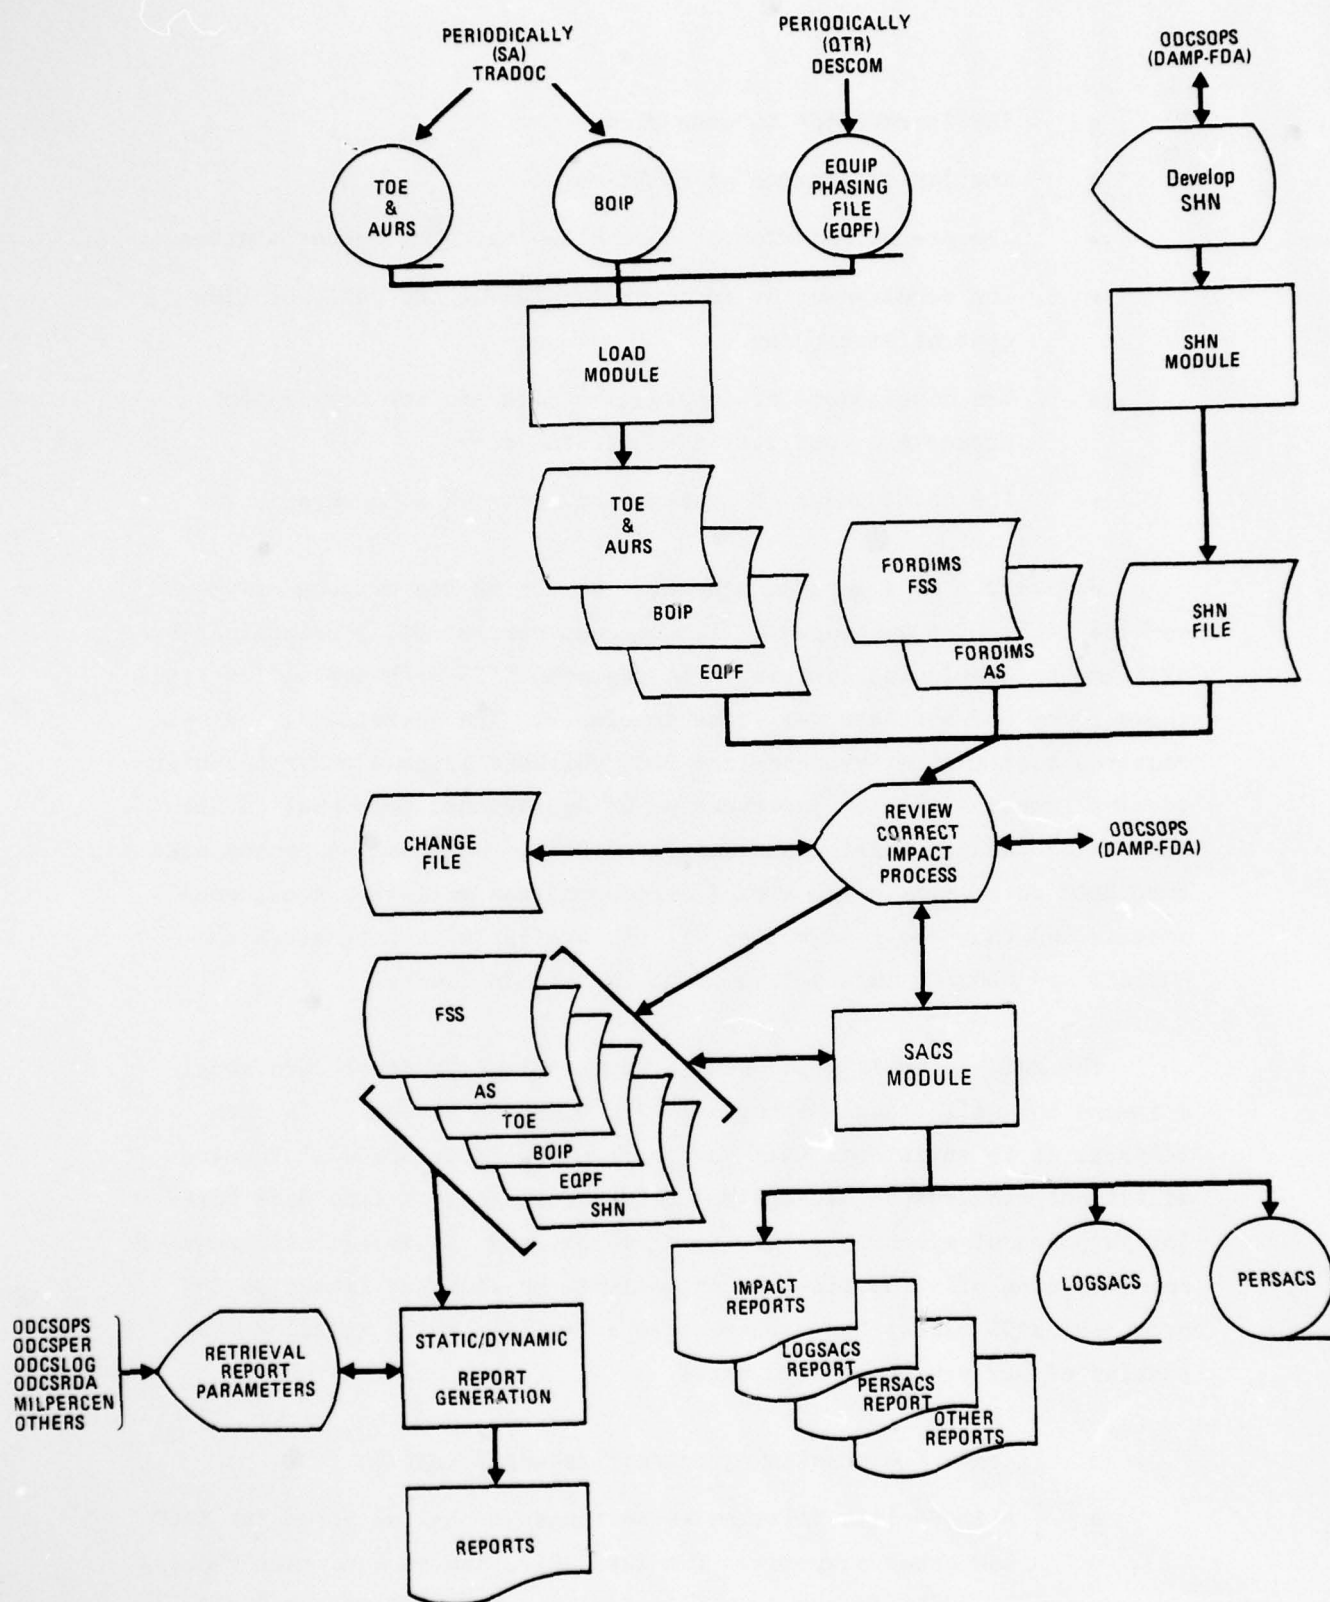 PERIODICALLY
(SA)
TRADOC
PERIODICALLY
(QTR)
DESCOM
ODCSOPS
(DAMP-FDA)
TOE
&
AURS
BOIP
EQUIP
PHASING
FILE
(EQPF)
Develop
SHN
LOAD
MODULE
SHN
MODULE
TOE
&
AURS
BOIP
EQPF
FORDIMS
FSS
FORDIMS
AS
SHN
FILE
CHANGE
FILE
REVIEW
CORRECT
IMPACT
PROCESS
ODCSOPS
(DAMP-FDA)
FSS
AS
TOE
BOIP
EQPF
SHN
SACS
MODULE
IMPACT
REPORTS
LOGSACS
REPORT
PERSACS
REPORT
OTHER
REPORTS
LOGSACS
PERSACS
ODCSOPS
ODCSPER
ODCSLOG
ODCSRDA
MILPERCEN
OTHERS
RETRIEVAL
REPORT
PARAMETERS
STATIC/DYNAMIC
REPORT
GENERATION
REPORTS